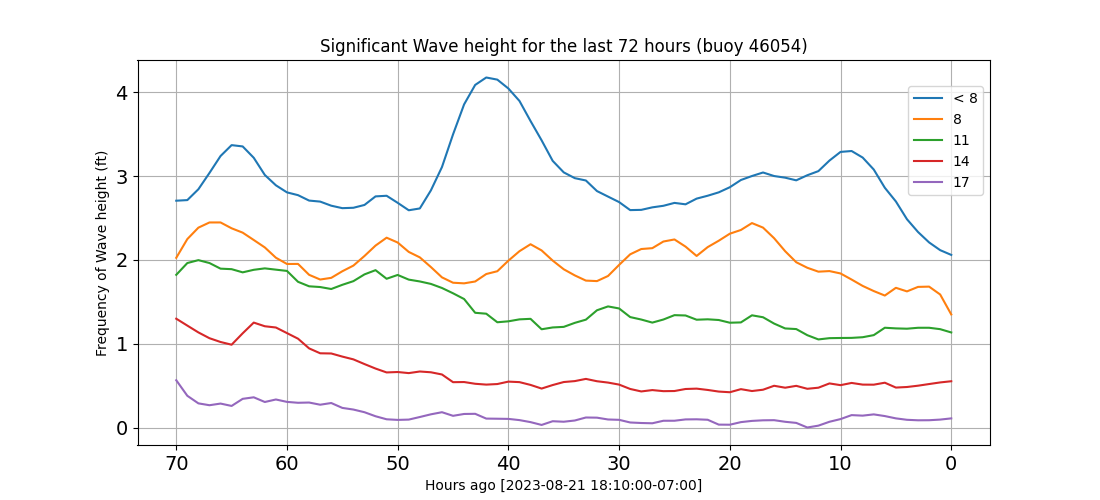 Significant Wave height for the last 72 hours (buoy 46054)
Frequency of Wave height (ft)
4
3
2
1
0
< 8
8
11
14
17
70 60 50 40 30 20 10 0
Hours ago [2023-08-21 18:10:00-07:00]